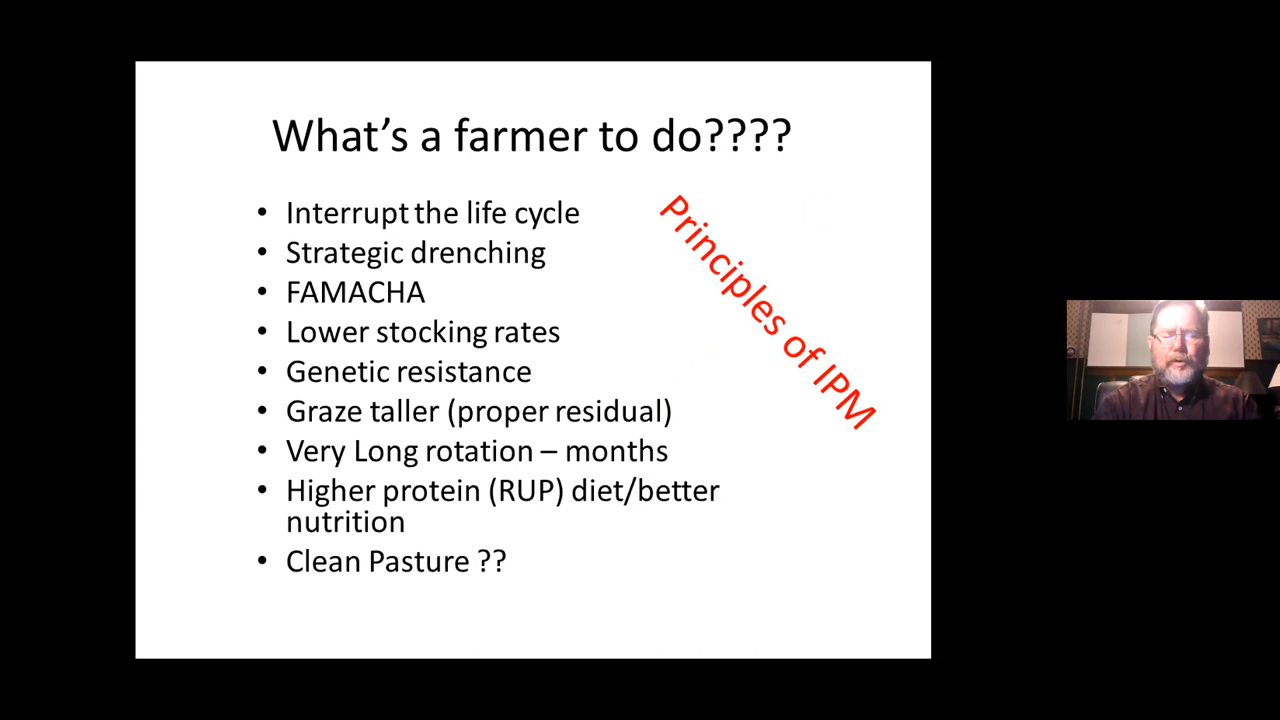 What's a farmer to do????
• Interrupt the life cycle
• Strategic drenching
• FAMACHA
• Lower stocking rates
• Genetic resistance
• Graze taller (proper residual)
• Very Long rotation – months
• Higher protein (RUP) diet/better
nutrition
• Clean Pasture ??
Principles of IPM